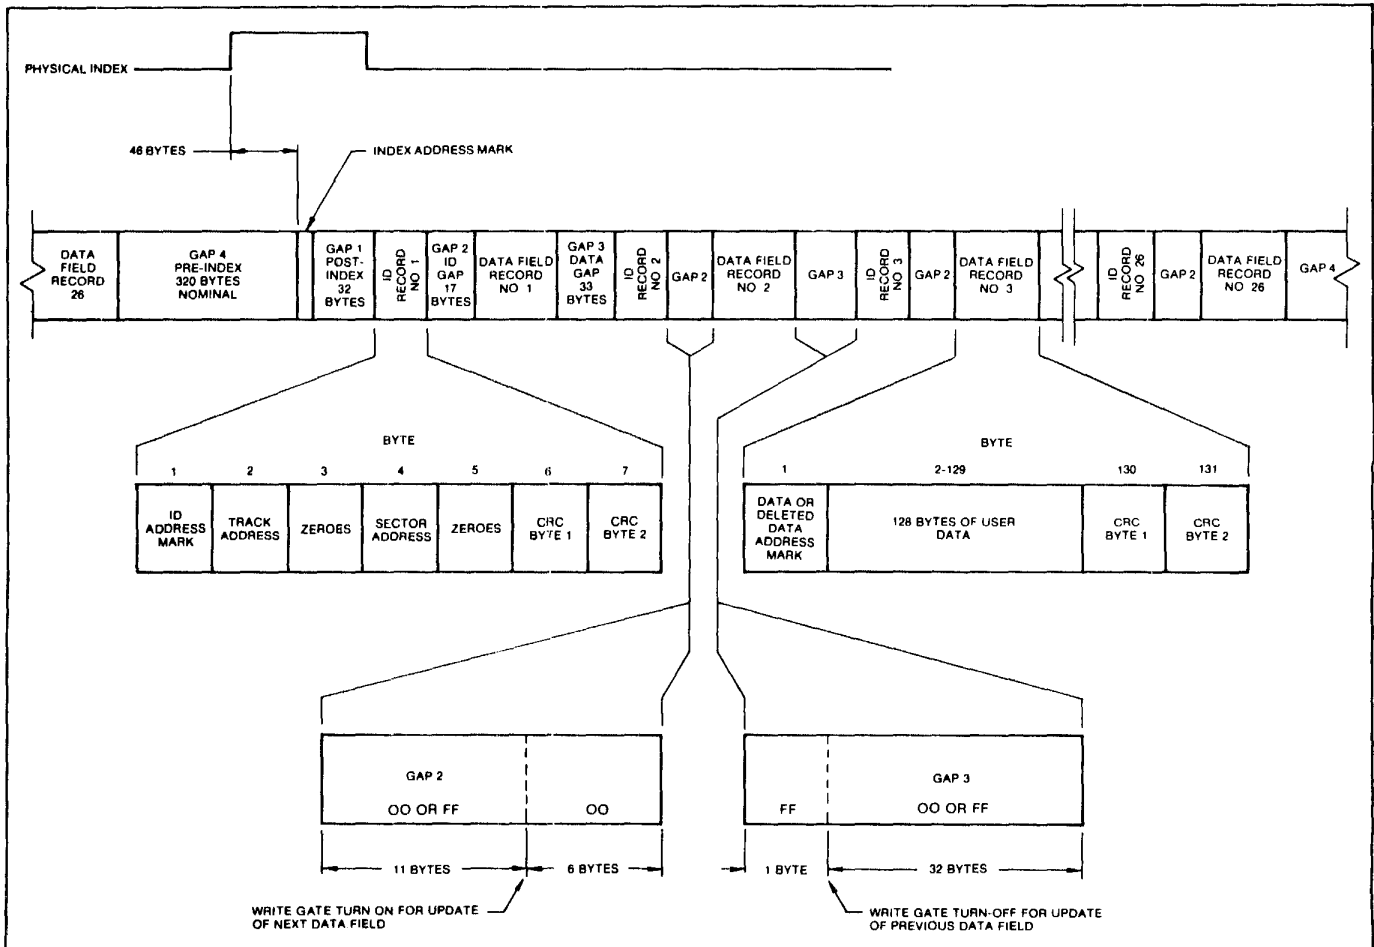 PHYSICAL INDEX
46 BYTES
INDEX ADDRESS MARK
DATA
FIELD
RECORD
26
GAP 4
PRE-INDEX
320 BYTES
NOMINAL
GAP 1
POST-
INDEX
32
BYTES
ID
RECORD
NO 1
GAP 2
ID
GAP
17
BYTES
DATA FIELD
RECORD
NO 1
GAP 3
DATA
GAP
33
BYTES
ID
RECORD
NO 2
GAP 2
DATA FIELD
RECORD
NO 2
GAP 3
ID
RECORD
NO 3
GAP 2
DATA FIELD
RECORD
NO 3
ID
RECORD
NO 26
GAP 2
DATA FIELD
RECORD
NO 26
GAP 4
BYTE
1 2 3 4 5 6 7
ID
ADDRESS
MARK
TRACK
ADDRESS
ZEROES
SECTOR
ADDRESS
ZEROES
CRC
BYTE 1
CRC
BYTE 2
BYTE
1 2-129 130 131
DATA OR
DELETED
DATA
ADDRESS
MARK
128 BYTES OF USER
DATA
CRC
BYTE 1
CRC
BYTE 2
GAP 2
OO OR FF
OO
11 BYTES
6 BYTES
WRITE GATE TURN ON FOR UPDATE
OF NEXT DATA FIELD
GAP 3
FF
OO OR FF
1 BYTE
32 BYTES
WRITE GATE TURN-OFF FOR UPDATE
OF PREVIOUS DATA FIELD